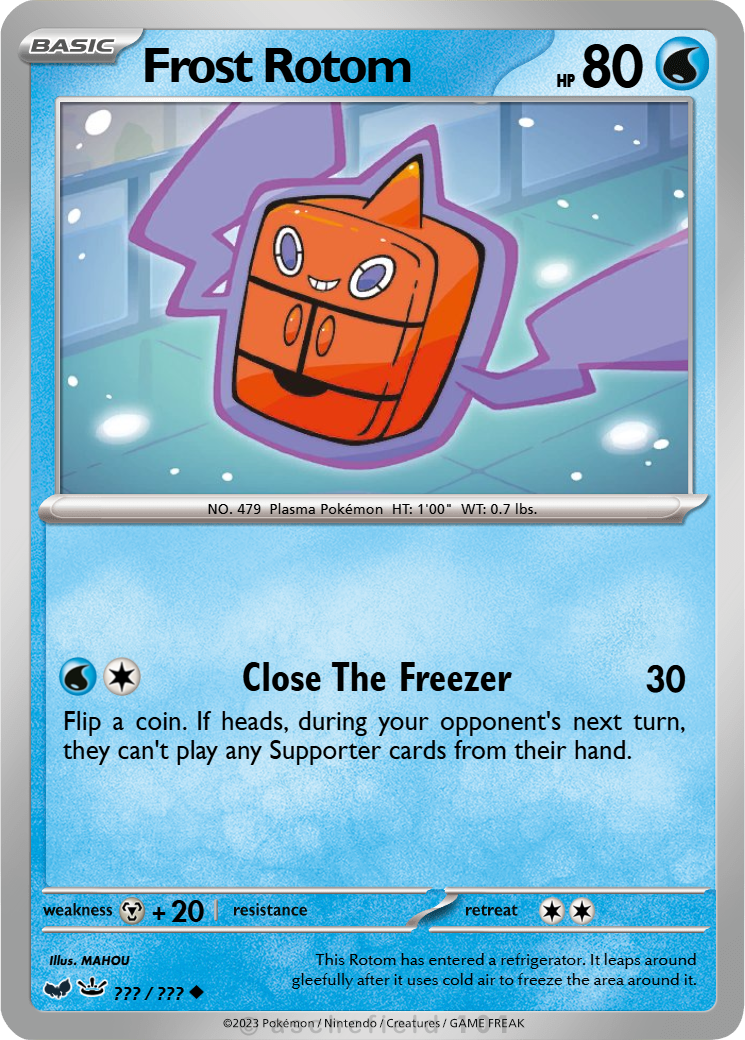 BASIC
Frost Rotom
HP 80
NO. 479 Plasma Pokémon HT: 1'00" WT: 0.7 lbs.
Close The Freezer 30
Flip a coin. If heads, during your opponent's next turn,
they can't play any Supporter cards from their hand.
weakness + 20 resistance retreat
Illus. MAHOU
This Rotom has entered a refrigerator. It leaps around
gleefully after it uses cold air to freeze the area around it.
??? / ???
©2023 Pokémon / Nintendo / Creatures / GAME FREAK